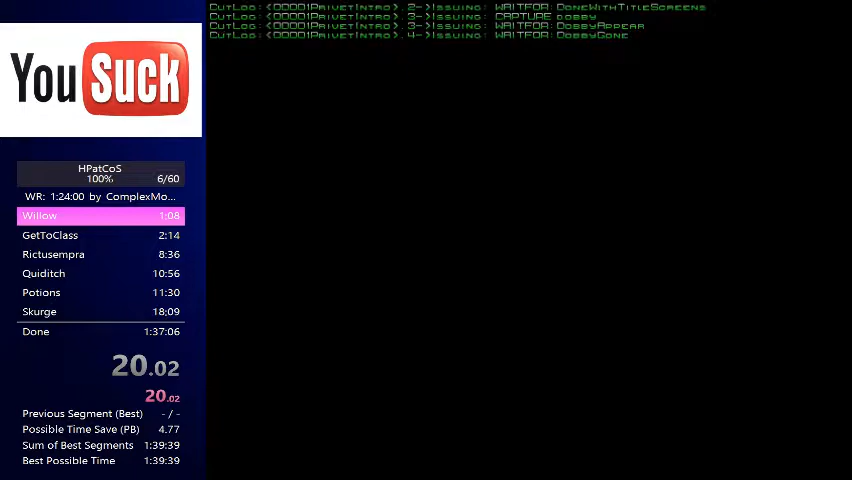 You Suck
HPatCoS
100% 6/60
WR: 1:24:00 by ComplexMo...
Willow 1:08
GetToClass 2:14
Rictusempra 8:36
Quiditch 10:56
Potions 11:30
Skurge 18:09
Done 1:37:06
20.02
20.02
Previous Segment (Best) - / -
Possible Time Save (PB) 4.77
Sum of Best Segments 1:39:39
Best Possible Time 1:39:39
CutLog:<00001PrivetIntro>.2->Issuing: WAITFOR:DoneWithTitleScreens
CutLog:<00001PrivetIntro>.3->Issuing: CAPTURE dobby
CutLog:<00001PrivetIntro>.3->Issuing: WAITFOR:DobbyAppear
CutLog:<00001PrivetIntro>.4->Issuing: WAITFOR:DobbyGone